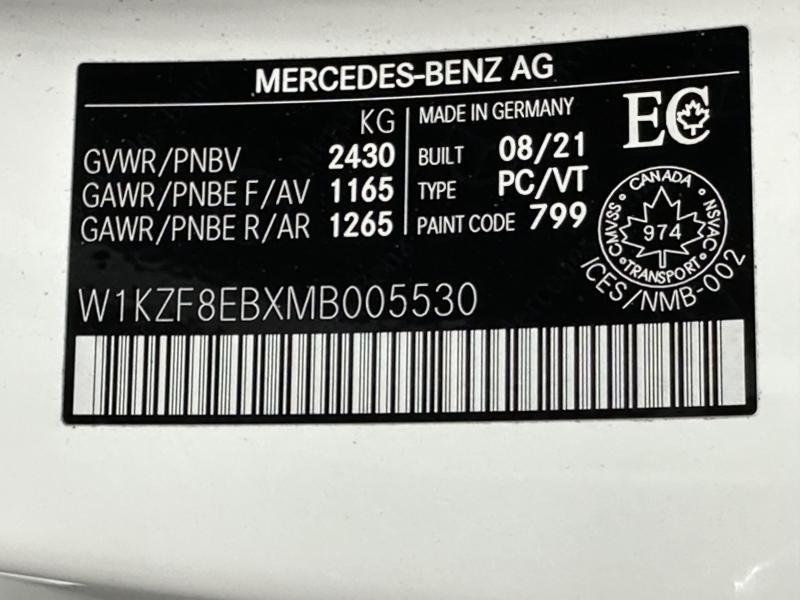 MERCEDES-BENZ AG
KG
GVWR/PNBV 2430
GAWR/PNBE F/AV 1165
GAWR/PNBE R/AR 1265
MADE IN GERMANY
BUILT 08/21
TYPE PC/VT
PAINT CODE 799
EC
CANADA
CMVSS 974 NSVAC
TRANSPORT
ICES/NMB-002
W1KZF8EBXMB005530